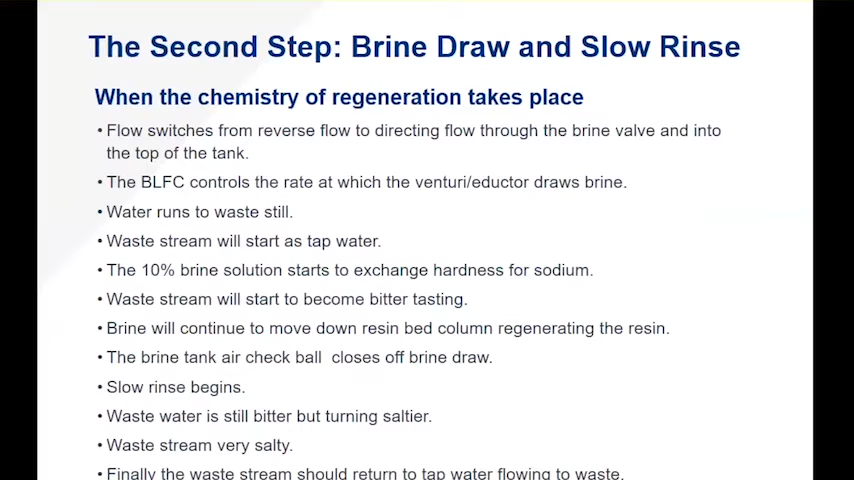 The Second Step: Brine Draw and Slow Rinse
When the chemistry of regeneration takes place
• Flow switches from reverse flow to directing flow through the brine valve and into
the top of the tank.
• The BLFC controls the rate at which the venturi/eductor draws brine.
• Water runs to waste still.
• Waste stream will start as tap water.
• The 10% brine solution starts to exchange hardness for sodium.
• Waste stream will start to become bitter tasting.
• Brine will continue to move down resin bed column regenerating the resin.
• The brine tank air check ball closes off brine draw.
• Slow rinse begins.
• Waste water is still bitter but turning saltier.
• Waste stream very salty.
• Finally the waste stream should return to tap water flowing to waste.